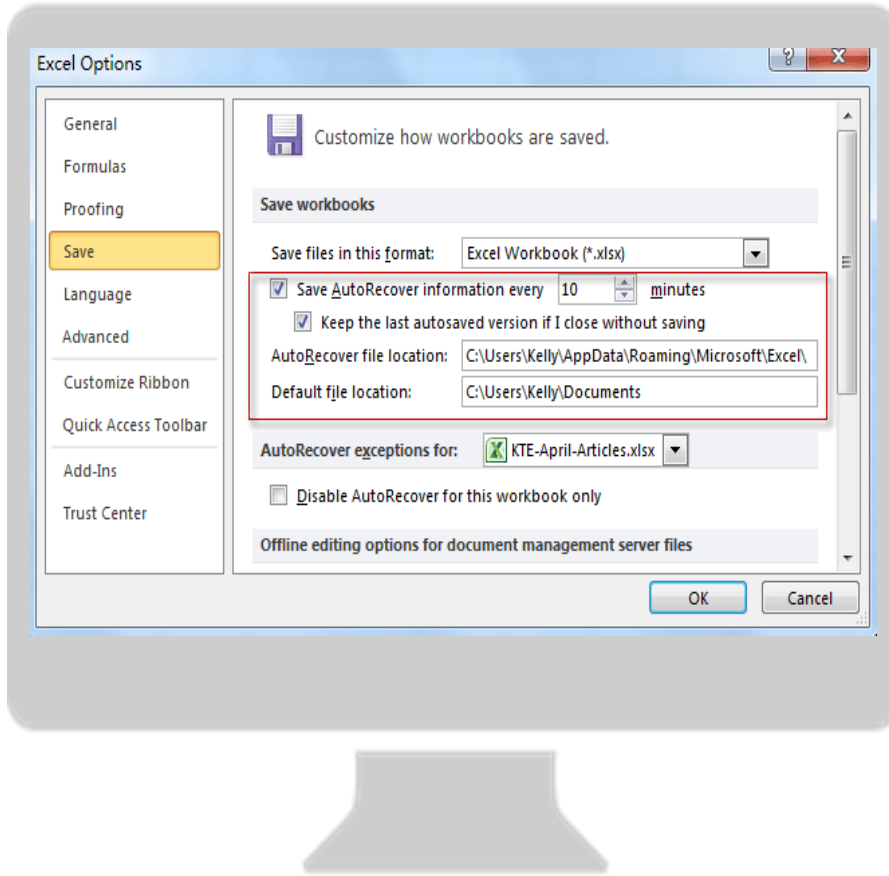 Excel Options
General
Formulas
Proofing
Save
Language
Advanced
Customize Ribbon
Quick Access Toolbar
Add-Ins
Trust Center
Customize how workbooks are saved.
Save workbooks
Save files in this format: Excel Workbook (*.xlsx)
Save AutoRecover information every 10 minutes
Keep the last autosaved version if I close without saving
AutoRecover file location: C:\Users\Kelly\AppData\Roaming\Microsoft\Excel\
Default file location: C:\Users\Kelly\Documents
AutoRecover exceptions for: KTE-April-Articles.xlsx
Disable AutoRecover for this workbook only
Offline editing options for document management server files
OK Cancel